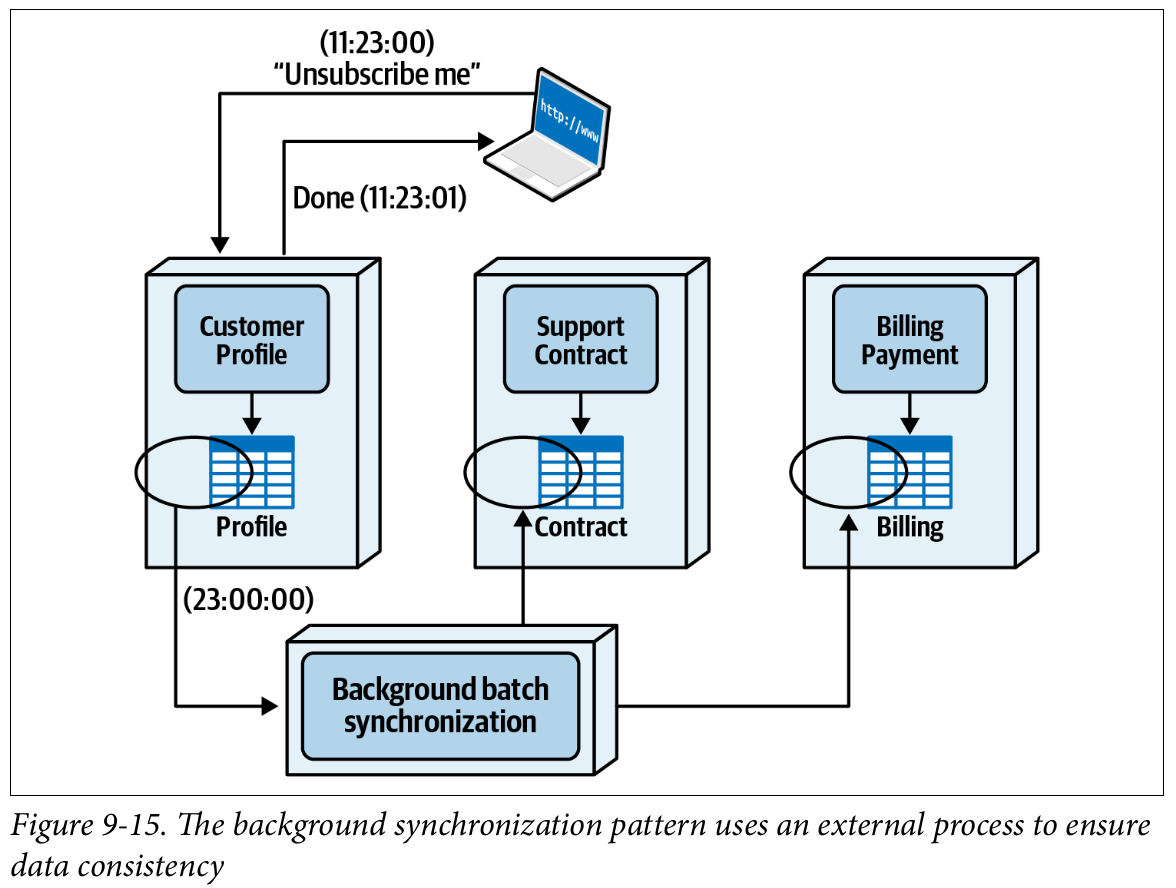 (11:23:00)
“Unsubscribe me”
http://www
Done (11:23:01)
Customer
Profile
Support
Contract
Billing
Payment
Profile
Contract
Billing
(23:00:00)
Background batch
synchronization
Figure 9-15. The background synchronization pattern uses an external process to ensure
data consistency